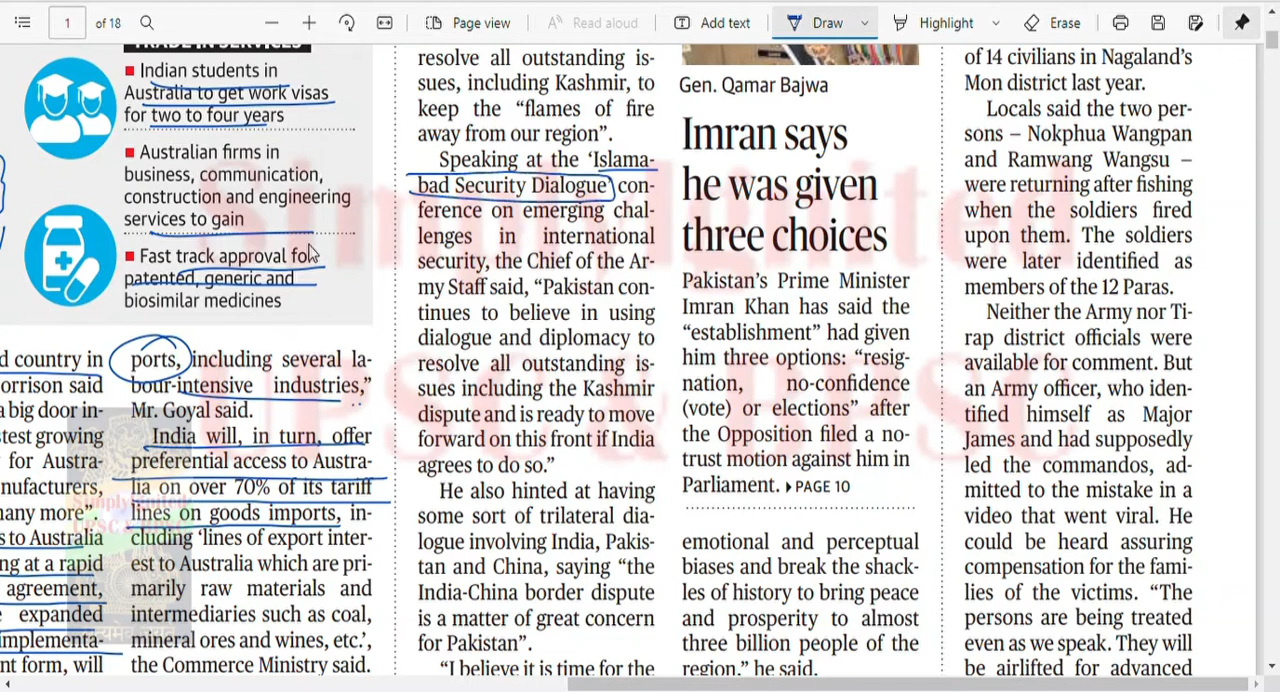 1
of 18
Page view
Read aloud
Add text
Draw
Highlight
Erase
TRADE IN SERVICES
Indian students in
Australia to get work visas
for two to four years
Australian firms in
business, communication,
construction and engineering
services to gain
Fast track approval for
patented, generic and
biosimilar medicines
d country in
orrison said
a big door in-
stest growing
for Austra-
nufacturers,
many more”.
s to Australia
ng at a rapid
agreement,
expanded
implementa-
nt form, will
ports, including several la-
bour-intensive industries,”
Mr. Goyal said.
India will, in turn, offer
preferential access to Austra-
lia on over 70% of its tariff
lines on goods imports, in-
cluding ‘lines of export inter-
est to Australia which are pri-
marily raw materials and
intermediaries such as coal,
mineral ores and wines, etc.’,
the Commerce Ministry said.
resolve all outstanding is-
sues, including Kashmir, to
keep the “flames of fire
away from our region”.
Speaking at the ‘Islama-
bad Security Dialogue’ con-
ference on emerging chal-
lenges in international
security, the Chief of the Ar-
my Staff said, “Pakistan con-
tinues to believe in using
dialogue and diplomacy to
resolve all outstanding is-
sues including the Kashmir
dispute and is ready to move
forward on this front if India
agrees to do so.”
He also hinted at having
some sort of trilateral dia-
logue involving India, Pakis-
tan and China, saying “the
India-China border dispute
is a matter of great concern
for Pakistan”.
“I believe it is time for the
Gen. Qamar Bajwa
Imran says
he was given
three choices
Pakistan’s Prime Minister
Imran Khan has said the
“establishment” had given
him three options: “resig-
nation, no-confidence
(vote) or elections” after
the Opposition filed a no-
trust motion against him in
Parliament. PAGE 10
emotional and perceptual
biases and break the shack-
les of history to bring peace
and prosperity to almost
three billion people of the
region,” he said.
of 14 civilians in Nagaland’s
Mon district last year.
Locals said the two per-
sons – Nokphua Wangpan
and Ramwang Wangsu –
were returning after fishing
when the soldiers fired
upon them. The soldiers
were later identified as
members of the 12 Paras.
Neither the Army nor Ti-
rap district officials were
available for comment. But
an Army officer, who iden-
tified himself as Major
James and had supposedly
led the commandos, ad-
mitted to the mistake in a
video that went viral. He
could be heard assuring
compensation for the fami-
lies of the victims. “The
persons are being treated
even as we speak. They will
be airlifted for advanced
SimplyIgnited
UPSC & PPSC
SimplyIgnited
UPSC & PPSC
सत्यमेव जयते